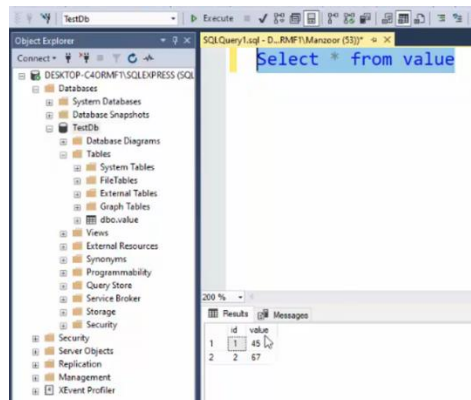 TestDb
Execute
Object Explorer
Connect
DESKTOP-C4ORMF1\SQLEXPRESS (SQL
Databases
System Databases
Database Snapshots
TestDb
Database Diagrams
Tables
System Tables
FileTables
External Tables
Graph Tables
dbo.value
Views
External Resources
Synonyms
Programmability
Query Store
Service Broker
Storage
Security
Security
Server Objects
Replication
Management
XEvent Profiler
SQLQuery1.sql - D...RMF1\Manzoor (53))*
Select * from value
200 %
Results Messages
id value
1 1 45
2 2 67